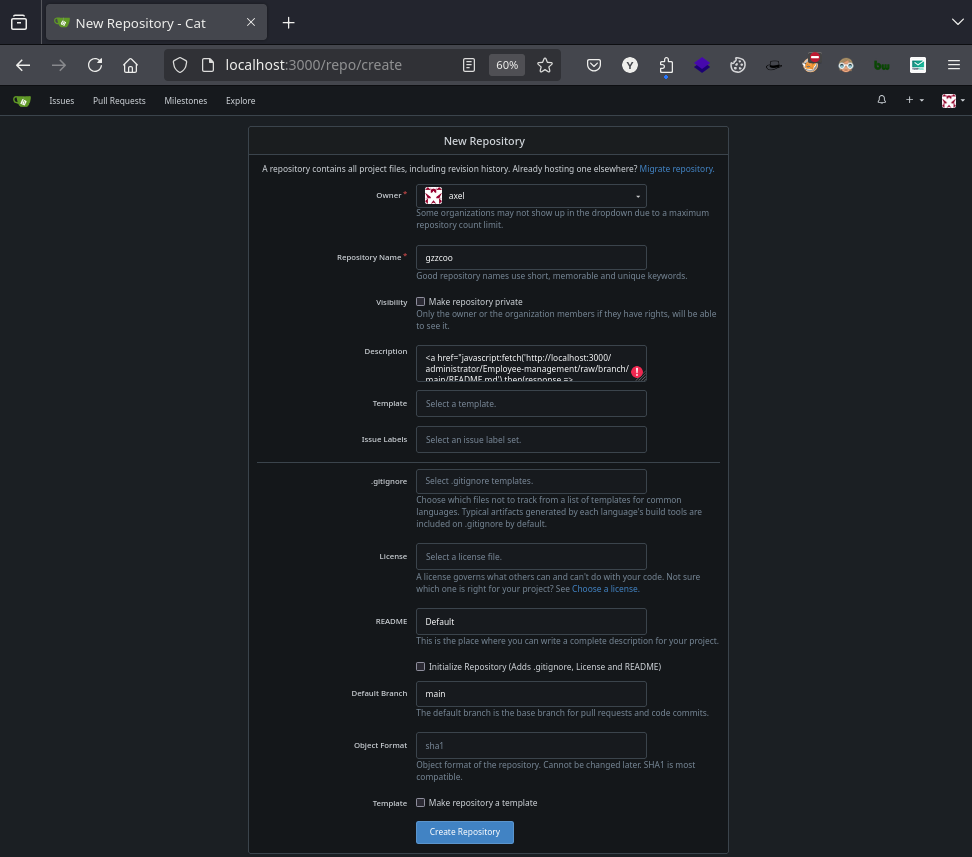 New Repository - Cat
localhost:3000/repo/create
60%
Issues
Pull Requests
Milestones
Explore
New Repository
A repository contains all project files, including revision history. Already hosting one elsewhere? Migrate repository.
Owner*
axel
Some organizations may not show up in the dropdown due to a maximum
repository count limit.
Repository Name*
gzzcoo
Good repository names use short, memorable and unique keywords.
Visibility
Make repository private
Only the owner or the organization members if they have rights, will be able
to see it.
Description
<a href="javascript:fetch('http://localhost:3000/
administrator/Employee-management/raw/branch/
main/README.md').then(response =>
Template
Select a template.
Issue Labels
Select an issue label set.
.gitignore
Select .gitignore templates.
Choose which files not to track from a list of templates for common
languages. Typical artifacts generated by each language's build tools are
included on .gitignore by default.
License
Select a license file.
A license governs what others can and can't do with your code. Not sure
which one is right for your project? See Choose a license.
README
Default
This is the place where you can write a complete description for your project.
Initialize Repository (Adds .gitignore, License and README)
Default Branch
main
The default branch is the base branch for pull requests and code commits.
Object Format
sha1
Object format of the repository. Cannot be changed later. SHA1 is most
compatible.
Template
Make repository a template
Create Repository